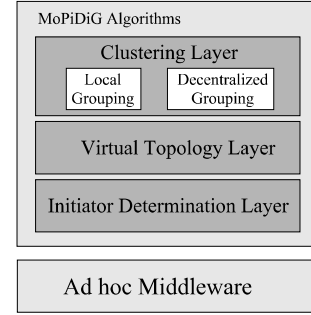 MoPiDiG Algorithms
Clustering Layer
Local
Grouping
Decentralized
Grouping
Virtual Topology Layer
Initiator Determination Layer
Ad hoc Middleware